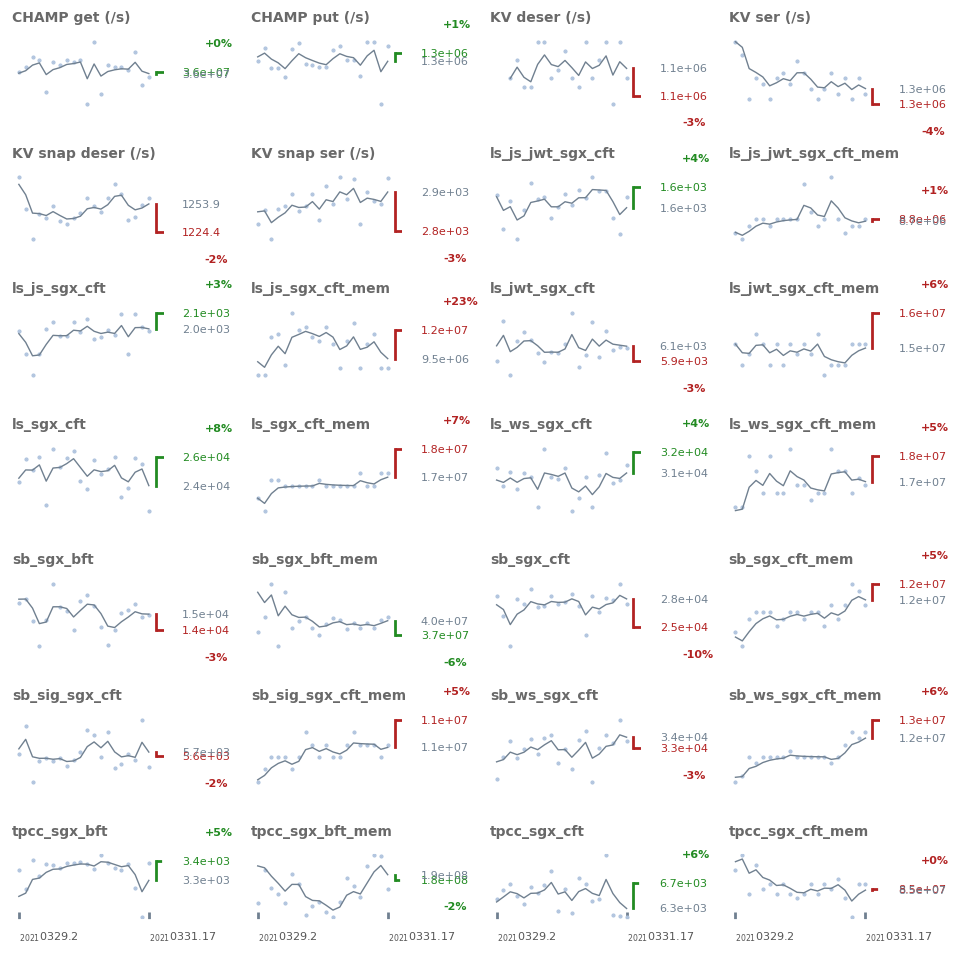 CHAMP get (/s)
+0%
3.6e+07
CHAMP put (/s)
+1%
1.3e+06
1.3e+06
KV deser (/s)
1.1e+06
1.1e+06
-3%
KV ser (/s)
1.3e+06
1.3e+06
-4%
KV snap deser (/s)
1253.9
1224.4
-2%
KV snap ser (/s)
2.9e+03
2.8e+03
-3%
ls_js_jwt_sgx_cft
+4%
1.6e+03
1.6e+03
ls_js_jwt_sgx_cft_mem
+1%
8.8e+06
ls_js_sgx_cft
+3%
2.1e+03
2.0e+03
ls_js_sgx_cft_mem
+23%
1.2e+07
9.5e+06
ls_jwt_sgx_cft
6.1e+03
5.9e+03
-3%
ls_jwt_sgx_cft_mem
+6%
1.6e+07
1.5e+07
ls_sgx_cft
+8%
2.6e+04
2.4e+04
ls_sgx_cft_mem
+7%
1.8e+07
1.7e+07
ls_ws_sgx_cft
+4%
3.2e+04
3.1e+04
ls_ws_sgx_cft_mem
+5%
1.8e+07
1.7e+07
sb_sgx_bft
1.5e+04
1.4e+04
-3%
sb_sgx_bft_mem
4.0e+07
3.7e+07
-6%
sb_sgx_cft
2.8e+04
2.5e+04
-10%
sb_sgx_cft_mem
+5%
1.2e+07
1.2e+07
sb_sig_sgx_cft
5.7e+03
5.6e+03
-2%
sb_sig_sgx_cft_mem
+5%
1.1e+07
1.1e+07
sb_ws_sgx_cft
3.4e+04
3.3e+04
-3%
sb_ws_sgx_cft_mem
+6%
1.3e+07
1.2e+07
tpcc_sgx_bft
+5%
3.4e+03
3.3e+03
tpcc_sgx_bft_mem
1.9e+08
1.8e+08
-2%
tpcc_sgx_cft
+6%
6.7e+03
6.3e+03
tpcc_sgx_cft_mem
+0%
2021 0329.2
2021 0331.17
2021 0329.2
2021 0331.17
2021 0329.2
2021 0331.17
2021 0329.2
2021 0331.17